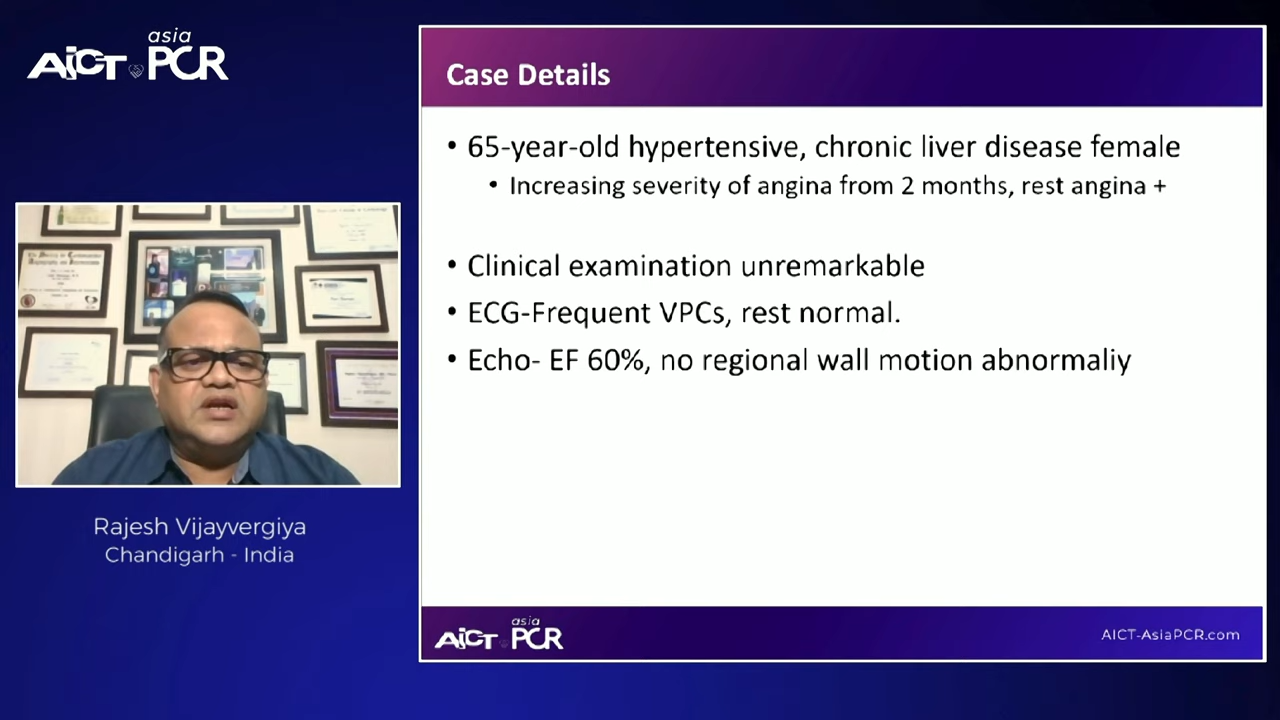 asia
AICT PCR
Case Details
• 65-year-old hypertensive, chronic liver disease female
• Increasing severity of angina from 2 months, rest angina +
• Clinical examination unremarkable
• ECG-Frequent VPCs, rest normal.
• Echo- EF 60%, no regional wall motion abnormaliy
Rajesh Vijayvergiya
Chandigarh - India
asia
AICT PCR
AICT-AsiaPCR.com